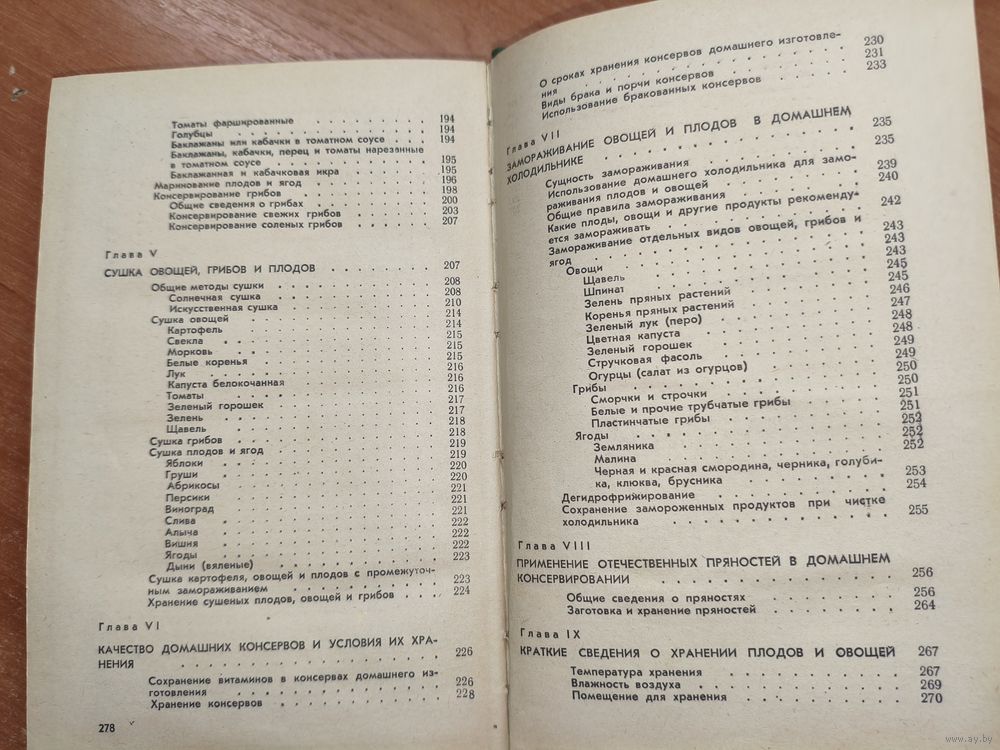 Томаты фаршированные 194
Голубцы 194
Баклажаны или кабачки в томатном соусе 194
Баклажаны, кабачки, перец и томаты нарезанные
в томатном соусе 195
Баклажанная и кабачковая икра 195
Маринование плодов и ягод 196
Консервирование грибов 198
Общие сведения о грибах 200
Консервирование свежих грибов 203
Консервирование соленых грибов 207
Глава V
СУШКА ОВОЩЕЙ, ГРИБОВ И ПЛОДОВ 207
Общие методы сушки 208
Солнечная сушка 208
Искусственная сушка 210
Сушка овощей 214
Картофель 214
Свекла 215
Морковь 215
Белые коренья 215
Лук 216
Капуста белокочанная 216
Томаты 216
Зеленый горошек 217
Зелень 217
Щавель 218
Сушка грибов 218
Сушка плодов и ягод 219
Яблоки 219
Груши 220
Абрикосы 220
Персики 221
Виноград 221
Слива 221
Алыча 222
Вишня 222
Ягоды 222
Дыни (вяленые) 223
Сушка картофеля, овощей и плодов с промежуточ-
ным замораживанием 223
Хранение сушеных плодов, овощей и грибов 224
Глава VI
КАЧЕСТВО ДОМАШНИХ КОНСЕРВОВ И УСЛОВИЯ ИХ ХРА-
НЕНИЯ 226
Сохранение витаминов в консервах домашнего из-
готовления 226
Хранение консервов 228
278
О сроках хранения консервов домашнего изготовле-
ния 230
Виды брака и порчи консервов 231
Использование бракованных консервов 233
Глава VII
ЗАМОРАЖИВАНИЕ ОВОЩЕЙ И ПЛОДОВ В ДОМАШНЕМ
ХОЛОДИЛЬНИКЕ 235
Сущность замораживания 235
Использование домашнего холодильника для замо-
раживания плодов и овощей 239
Общие правила замораживания 240
Какие плоды, овощи и другие продукты рекоменду-
ется замораживать 242
Замораживание отдельных видов овощей, грибов и
ягод 243
Овощи 243
Щавель 243
Шпинат 245
Зелень пряных растений 245
Коренья пряных растений 246
Зеленый лук (перо) 247
Цветная капуста 248
Зеленый горошек 248
Стручковая фасоль 249
Огурцы (салат из огурцов) 249
Грибы 250
Сморчки и строчки 250
Белые и прочие трубчатые грибы 251
Пластинчатые грибы 251
Ягоды 252
Земляника 252
Малина 252
Черная и красная смородина, черника, голуби-
ка, клюква, брусника 253
Дегидрофрижирование 254
Сохранение замороженных продуктов при чистке
холодильника 255
Глава VIII
ПРИМЕНЕНИЕ ОТЕЧЕСТВЕННЫХ ПРЯНОСТЕЙ В ДОМАШНЕМ
КОНСЕРВИРОВАНИИ 256
Общие сведения о пряностях 256
Заготовка и хранение пряностей 264
Глава IX
КРАТКИЕ СВЕДЕНИЯ О ХРАНЕНИИ ПЛОДОВ И ОВОЩЕЙ 267
Температура хранения 267
Влажность воздуха 269
Помещение для хранения 270
www.ay.by